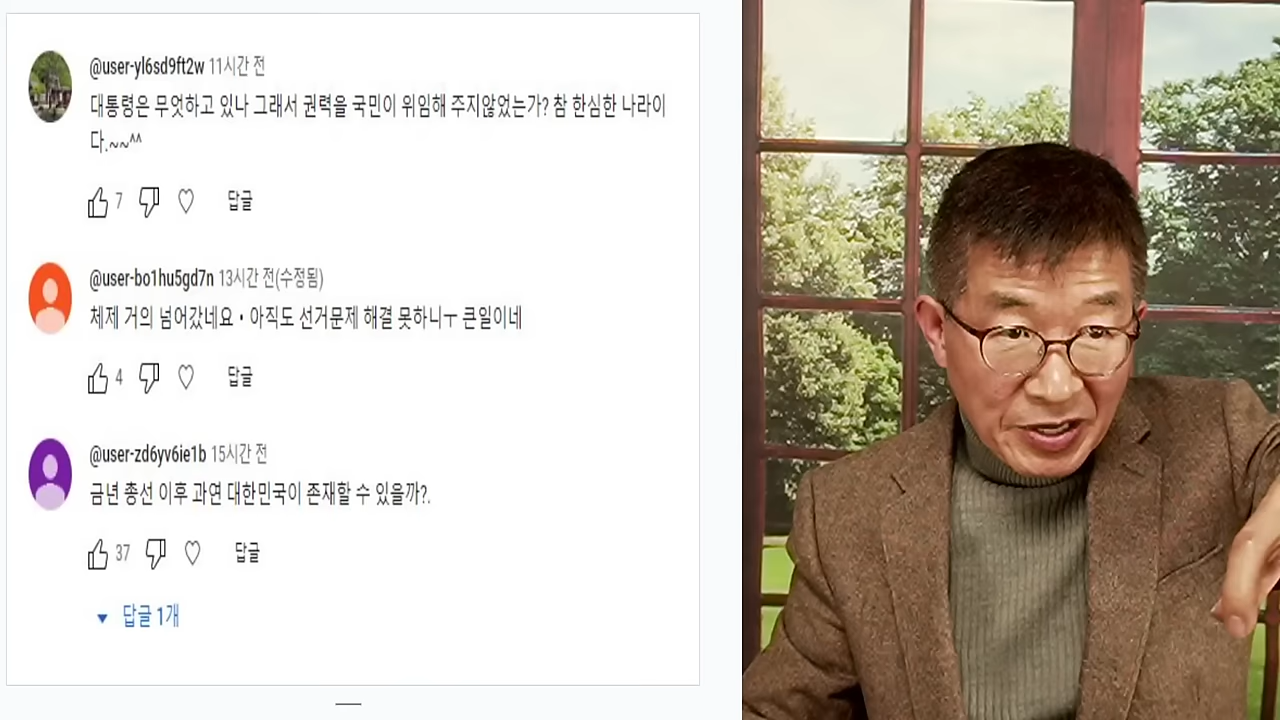 @user-yl6sd9ft2w 11시간 전
대통령은 무엇하고 있나 그래서 권력을 국민이 위임해 주지않었는가? 참 한심한 나라이
다.~~^^
7 답글
@user-bo1hu5gd7n 13시간 전(수정됨)
체제 거의 넘어갔네요 • 아직도 선거문제 해결 못하니ㅜ 큰일이네
4 답글
@user-zd6yv6ie1b 15시간 전
금년 총선 이후 과연 대한민국이 존재할 수 있을까?.
37 답글
답글 1개